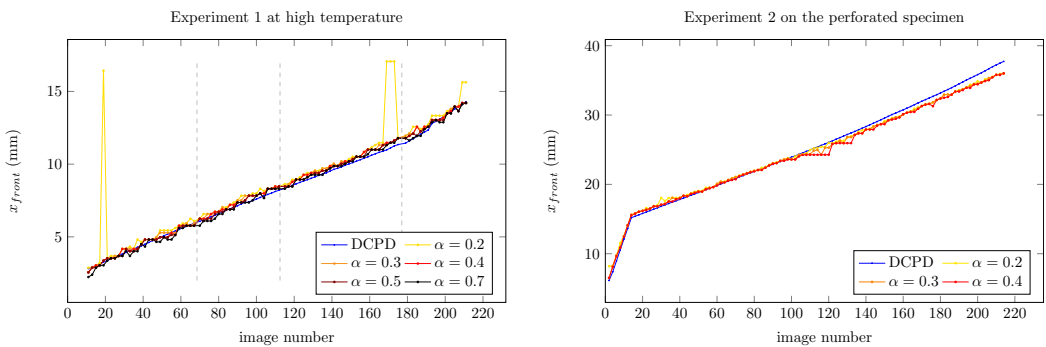 Experiment 1 at high temperature
15
10
5
0 20 40 60 80 100 120 140 160 180 200 220
x_front (mm)
image number
DCPD α = 0.2
α = 0.3 α = 0.4
α = 0.5 α = 0.7
Experiment 2 on the perforated specimen
40
30
20
10
0 20 40 60 80 100 120 140 160 180 200 220
x_front (mm)
image number
DCPD α = 0.2
α = 0.3 α = 0.4